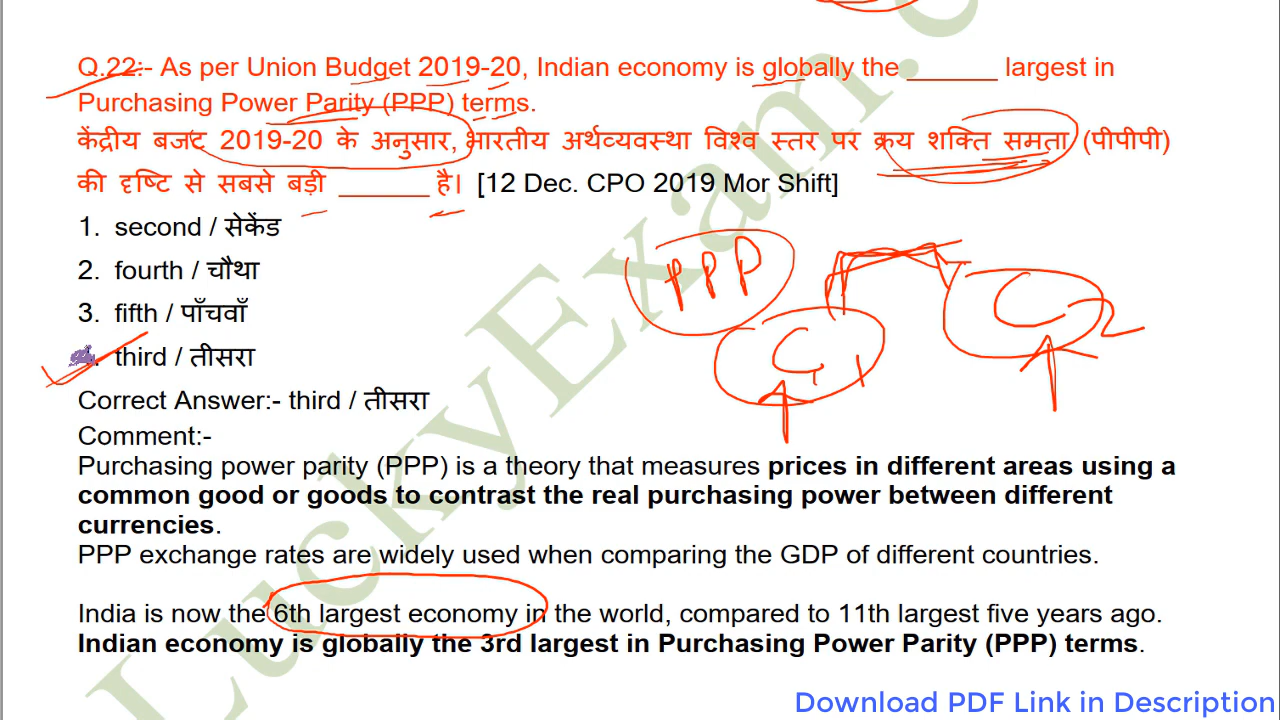 Q.22:- As per Union Budget 2019-20, Indian economy is globally the ______ largest in
Purchasing Power Parity (PPP) terms.
केंद्रीय बजट 2019-20 के अनुसार, भारतीय अर्थव्यवस्था विश्व स्तर पर क्रय शक्ति समता (पीपीपी)
की दृष्टि से सबसे बड़ी ______ है। [12 Dec. CPO 2019 Mor Shift]
1. second / सेकेंड
2. fourth / चौथा
3. fifth / पाँचवाँ
third / तीसरा
PPP
C1
C2
Correct Answer:- third / तीसरा
Comment:-
Purchasing power parity (PPP) is a theory that measures prices in different areas using a
common good or goods to contrast the real purchasing power between different
currencies.
PPP exchange rates are widely used when comparing the GDP of different countries.
India is now the 6th largest economy in the world, compared to 11th largest five years ago.
Indian economy is globally the 3rd largest in Purchasing Power Parity (PPP) terms.
LuckyExam.c
Download PDF Link in Description